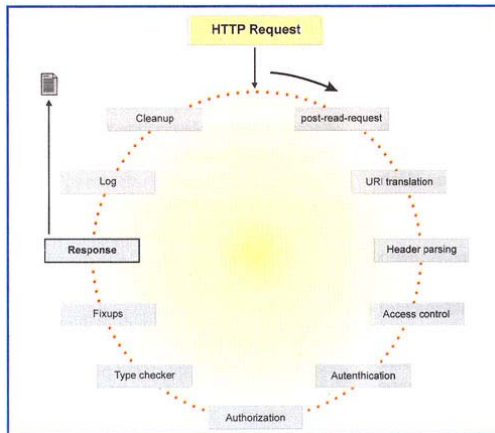 HTTP Request
post-read-request
URI translation
Header parsing
Access control
Autenthication
Authorization
Type checker
Fixups
Response
Log
Cleanup